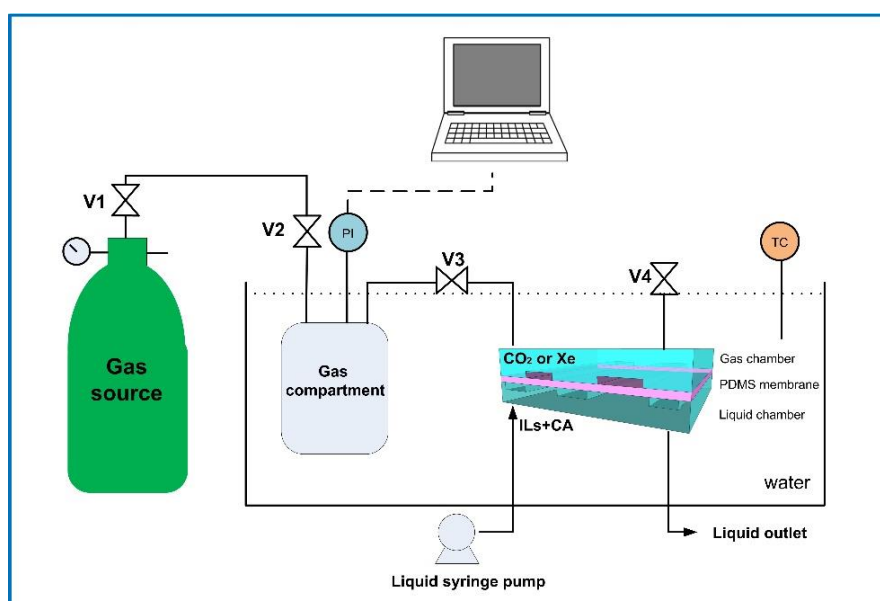 V1
V2
PI
V3
V4
TC
Gas
source
Gas
compartment
CO₂ or Xe
Gas chamber
PDMS membrane
Liquid chamber
ILs+CA
water
Liquid outlet
Liquid syringe pump